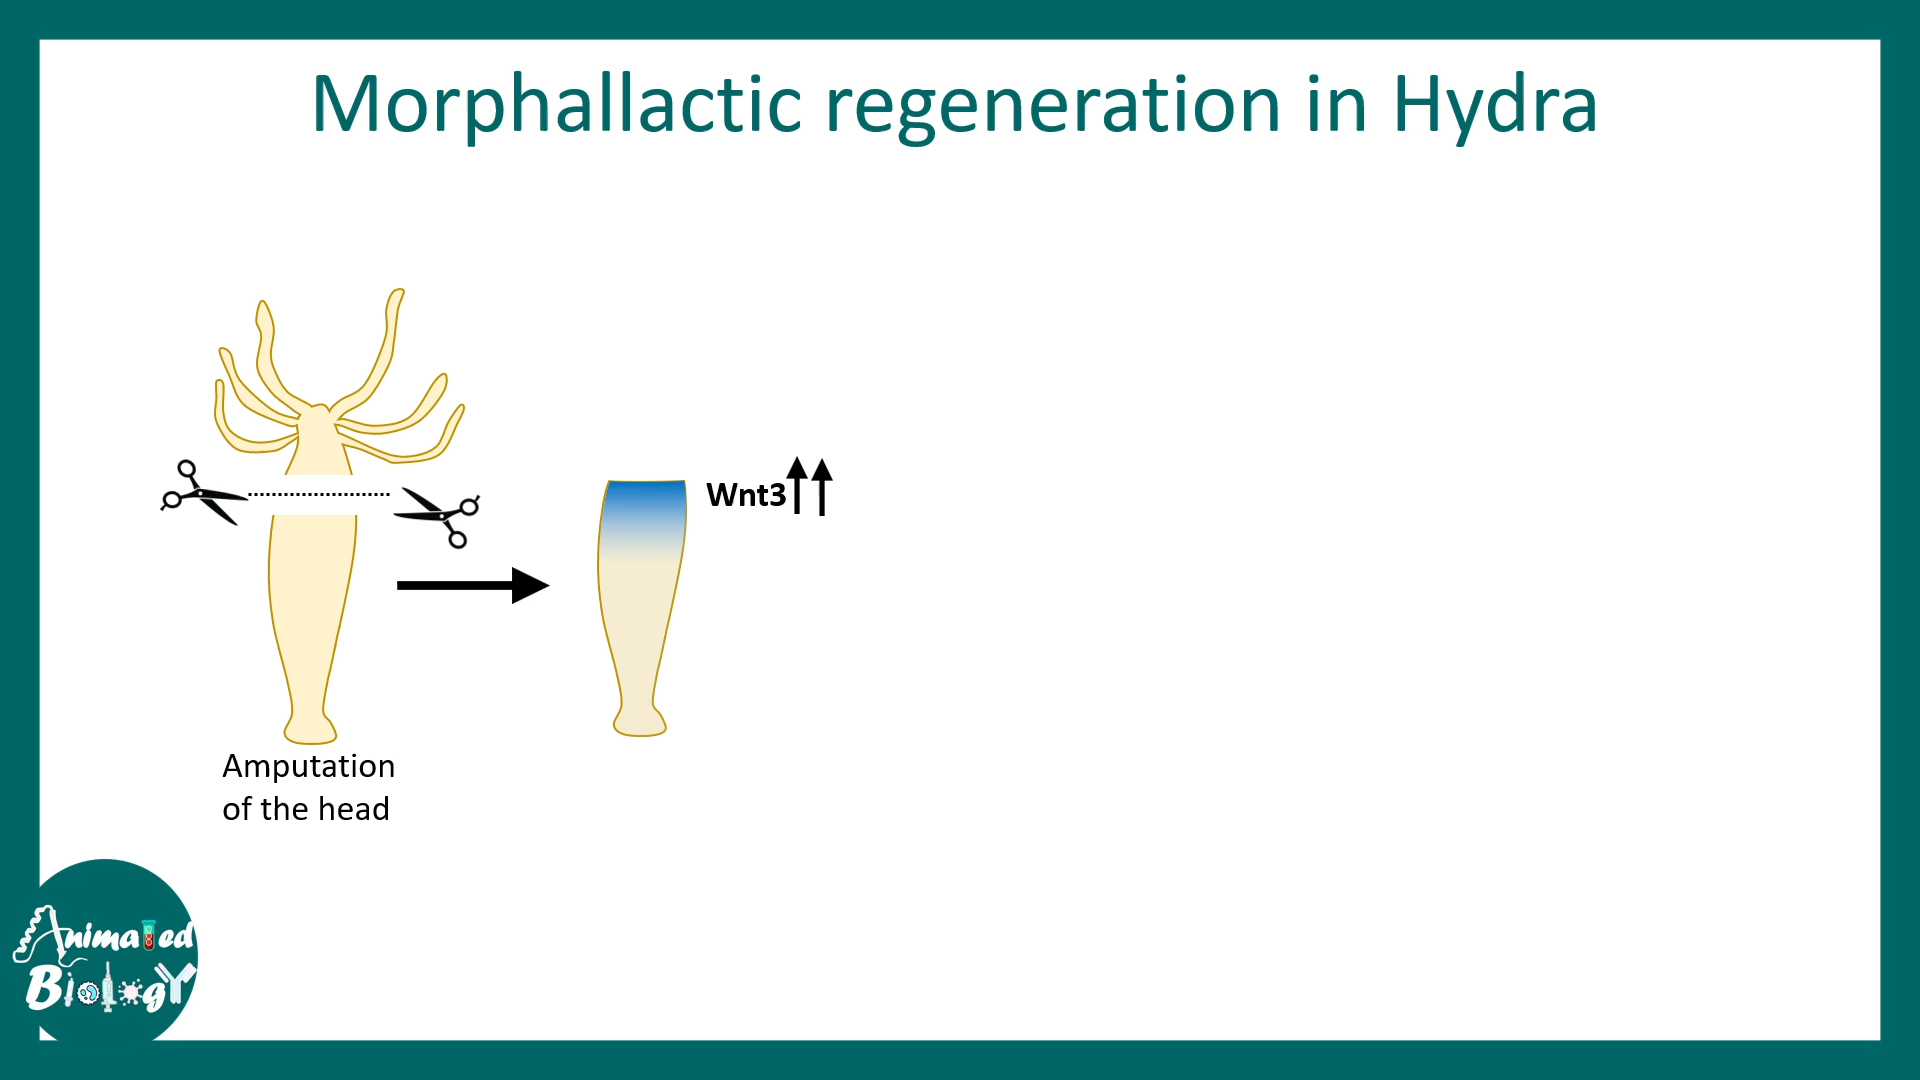 Morphallactic regeneration in Hydra
Wnt3
Amputation
of the head
Animated
Biology